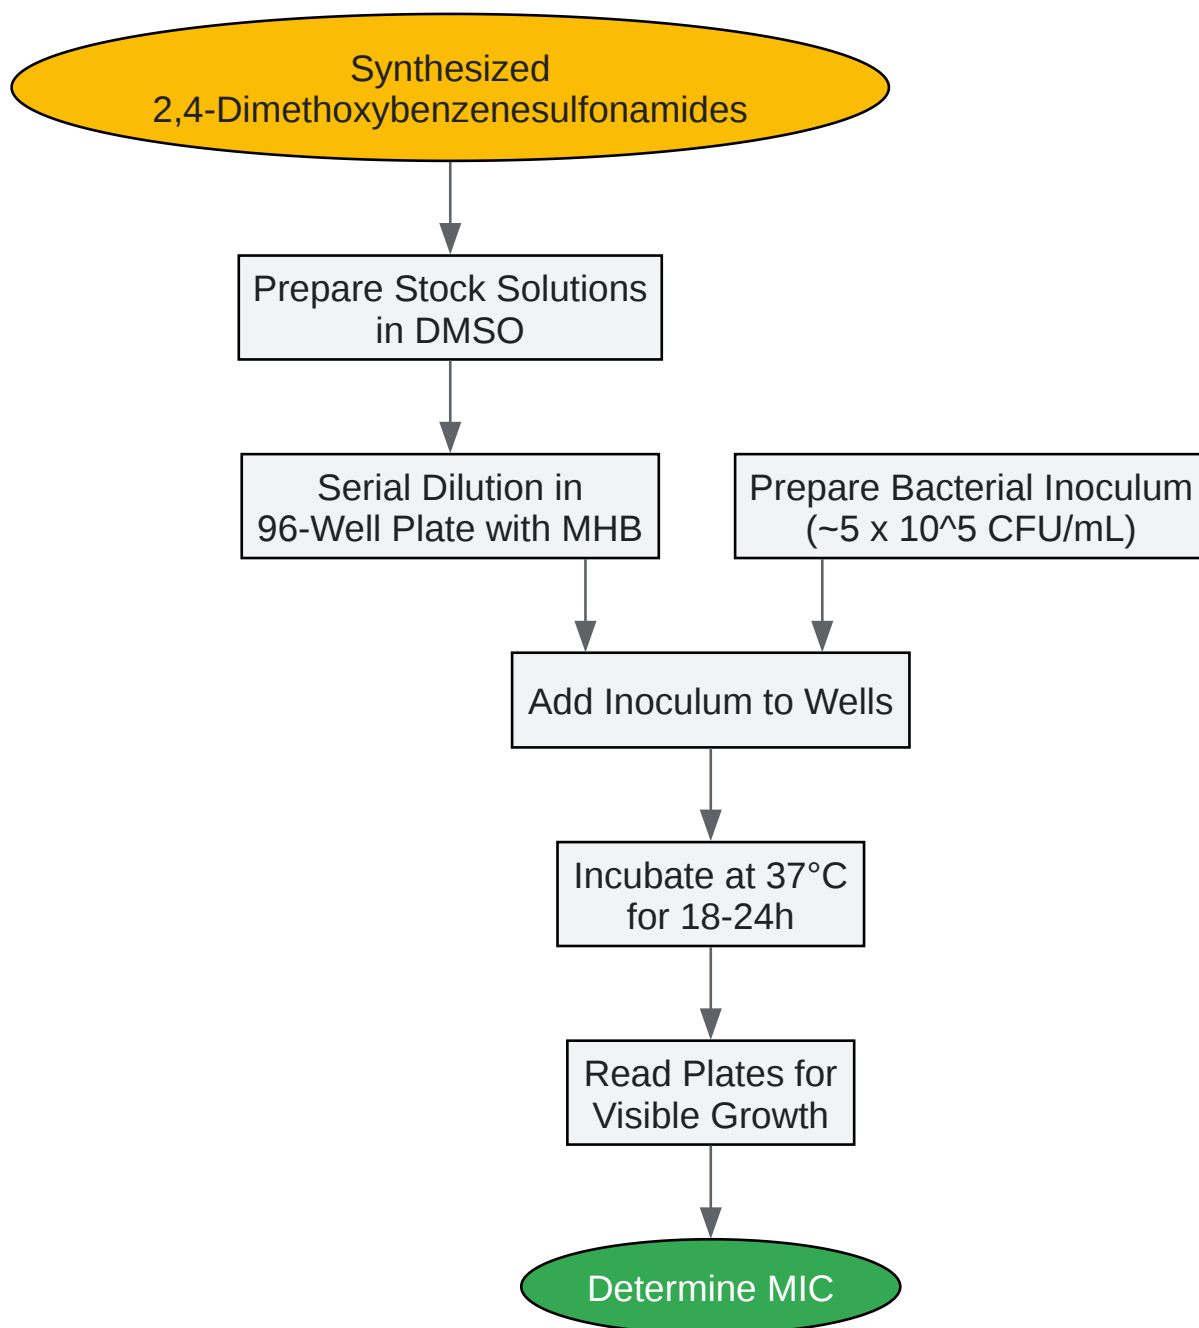 Synthesized
2,4-Dimethoxybenzenesulfonamides
Prepare Stock Solutions
in DMSO
Serial Dilution in
96-Well Plate with MHB
Prepare Bacterial Inoculum
(~5 x 10^5 CFU/mL)
Add Inoculum to Wells
Incubate at 37°C
for 18-24h
Read Plates for
Visible Growth
Determine MIC